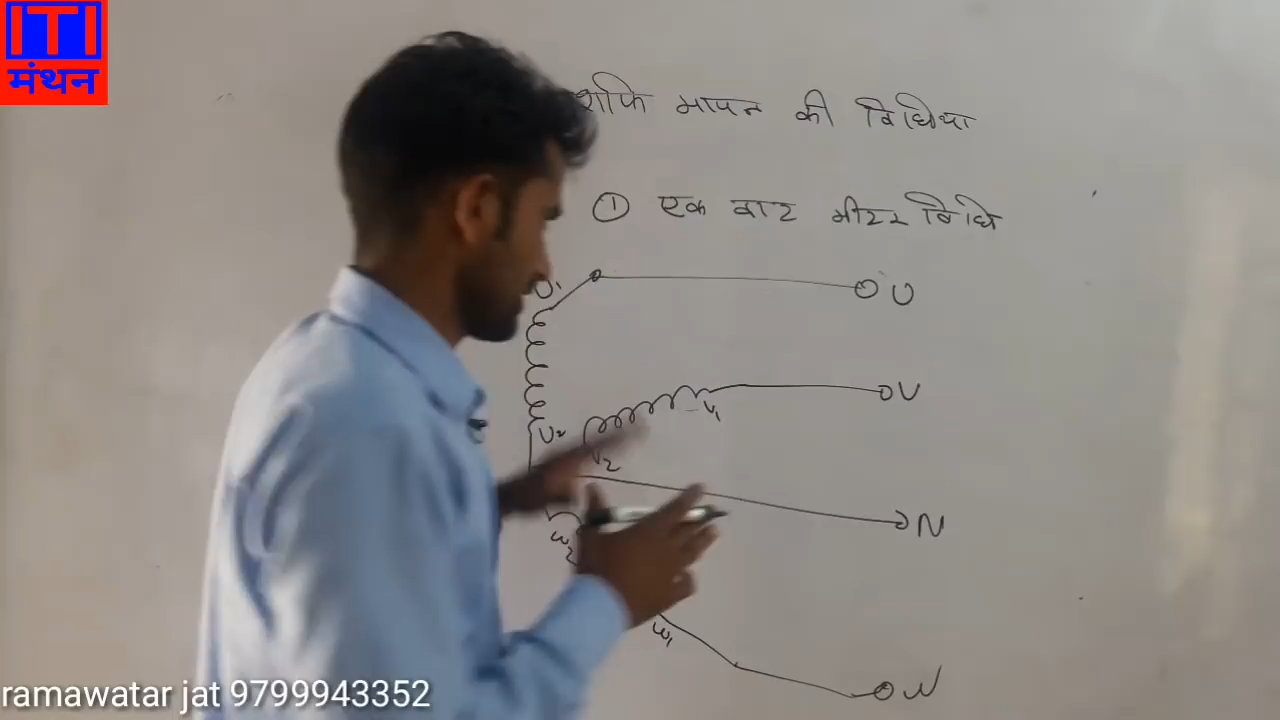 ITI
मंथन
शक्ति मापन की विधिया
① एक वाट मीटर विधि
U1
U
U2
V1
V
V2
N
W2
W1
W
ramawatar jat 9799943352